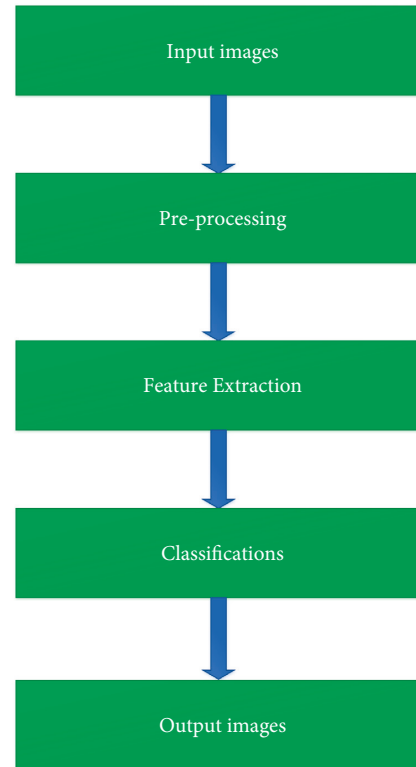 Input images
Pre-processing
Feature Extraction
Classifications
Output images